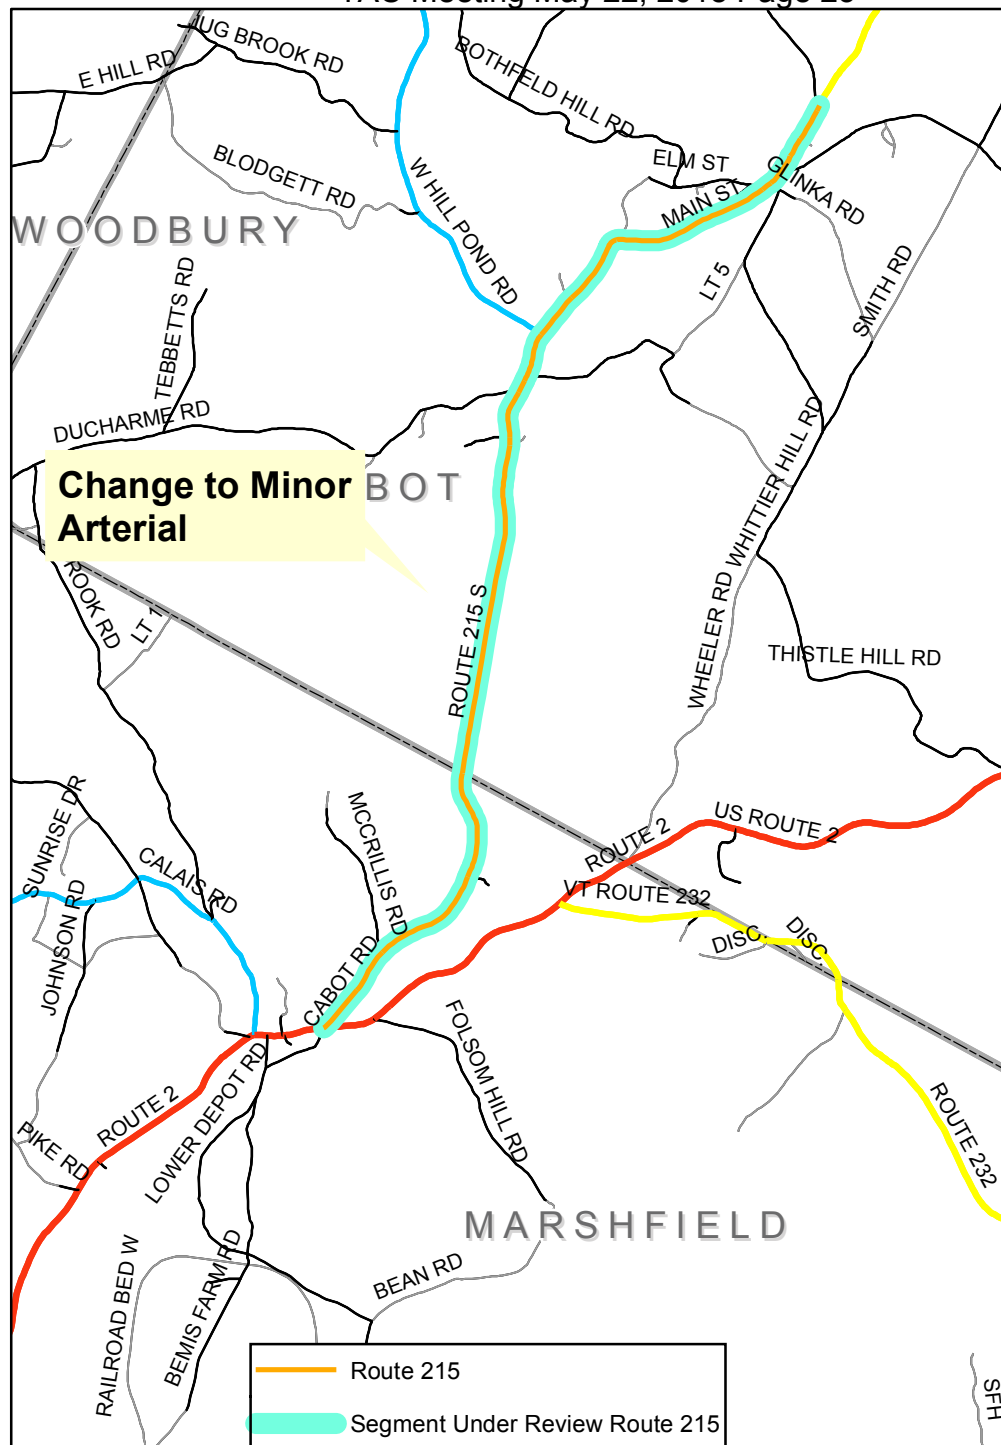 UG BROOK RD
E HILL RD
BOTHFELD HILL RD
BLODGETT RD
ELM ST
GLINKA RD
MAIN ST
W HILL POND RD
WOODBURY
LT 5
SMITH RD
TEBBETTS RD
DUCHARME RD
BOT
Change to Minor
Arterial
WHITTIER HILL RD
ROOK RD
LT 1
ROUTE 215 S
WHEELER RD
THISTLE HILL RD
SUNRISE DR
MCCRILLIS RD
US ROUTE 2
ROUTE 2
CALAIS RD
JOHNSON RD
VT ROUTE 232
DISC.
DISC.
CABOT RD
FOLSOM HILL RD
LOWER DEPOT RD
ROUTE 2
PIKE RD
ROUTE 232
MARSHFIELD
BEAN RD
RAILROAD BED W
BEMIS FARM RD
Route 215
Segment Under Review Route 215
SFH